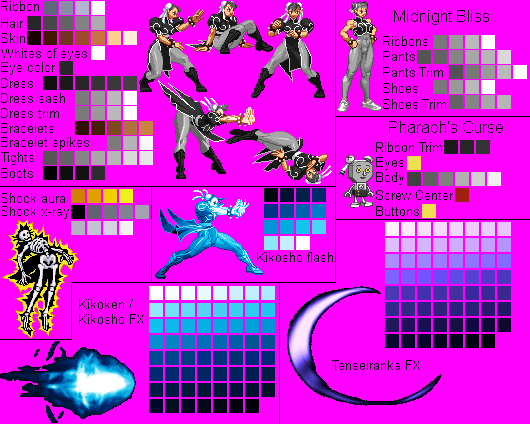 Ribbon
Hair
Skin
Whites of eyes
Eye color
Dress
Dress sash
Dress trim
Bracelets
Bracelet spikes
Tights
Boots
Midnight Bliss
Ribbons
Pants
Pants Trim
Shoes
Shoes Trim
Pharaoh's Curse
Ribbon Trim
Eyes
Body
Screw Center
Buttons
Shock aura
Shock x-ray
Kikosho flash
Kikoken /
Kikosho FX
Tenseiranka FX